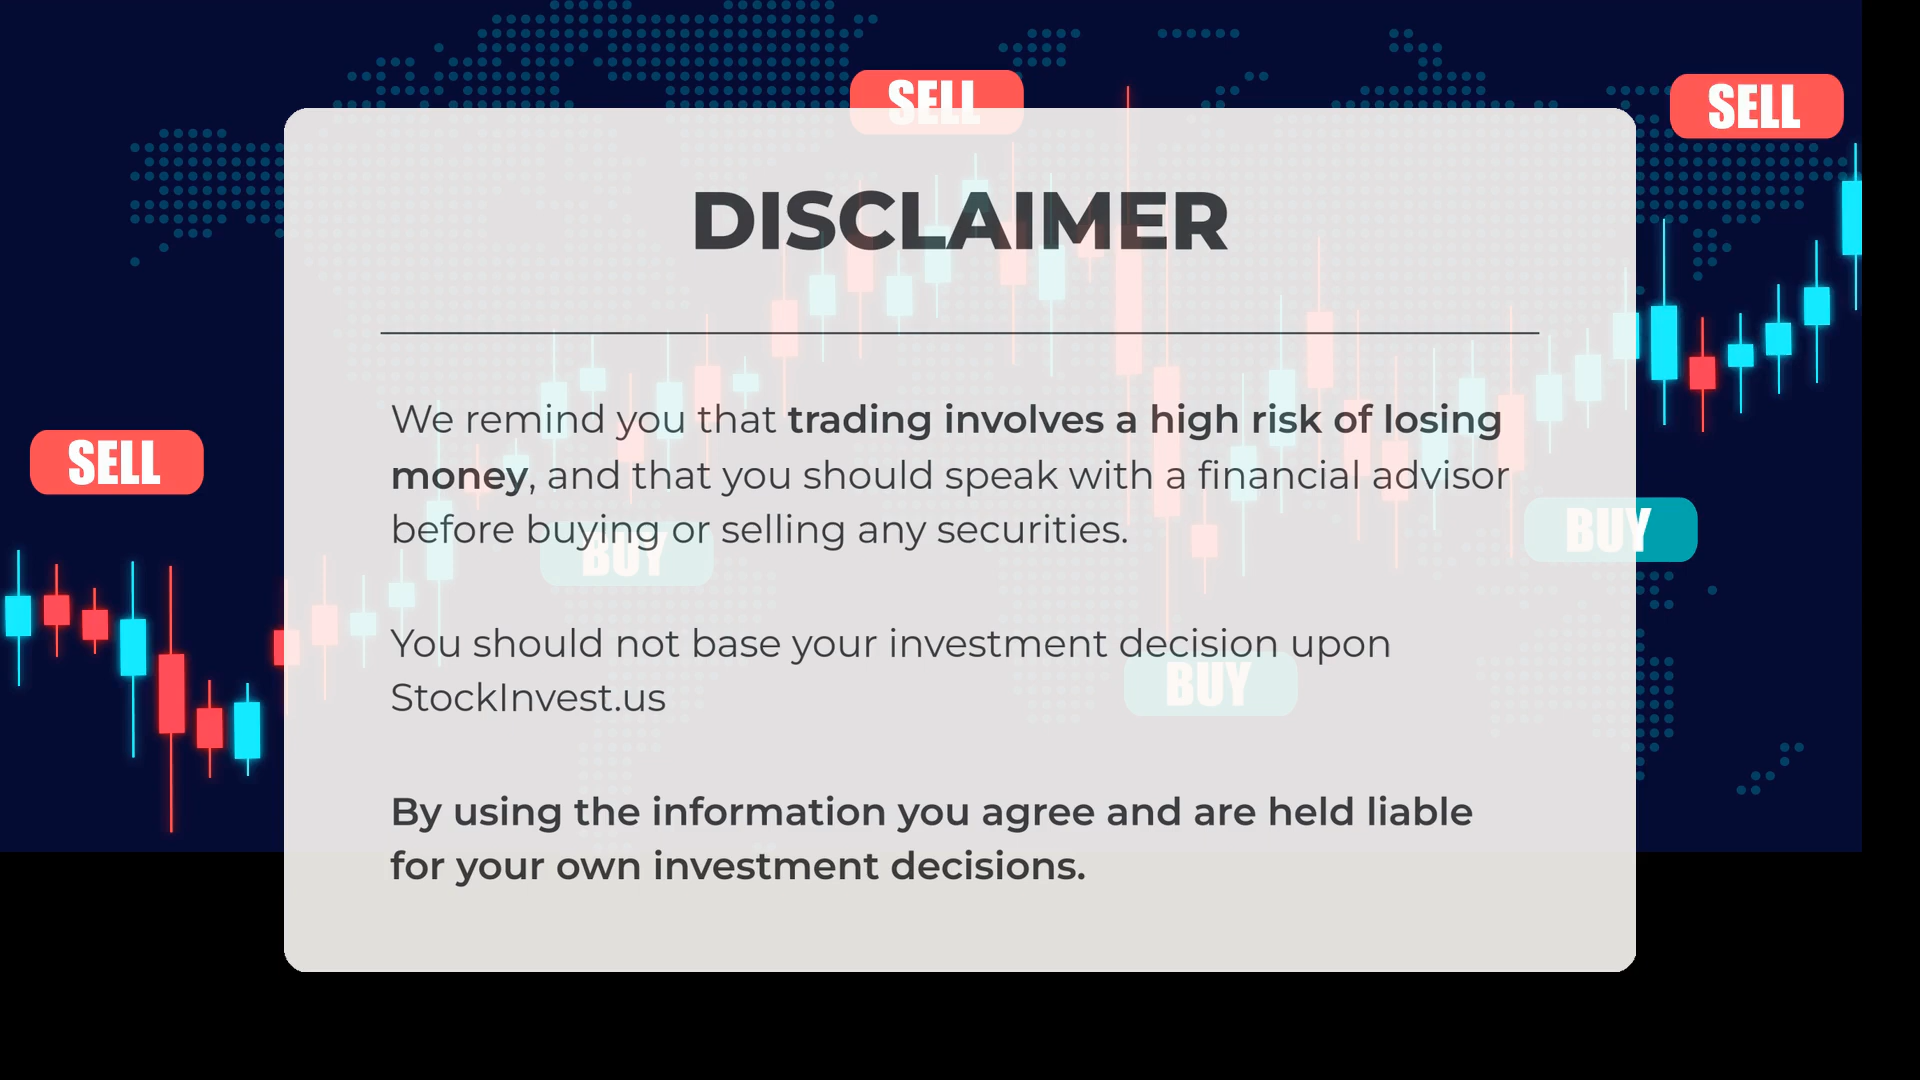 SELL
SELL
DISCLAIMER
We remind you that trading involves a high risk of losing
money, and that you should speak with a financial advisor
before buying or selling any securities.
SELL
BUY
BUY
You should not base your investment decision upon
StockInvest.us
BUY
By using the information you agree and are held liable
for your own investment decisions.